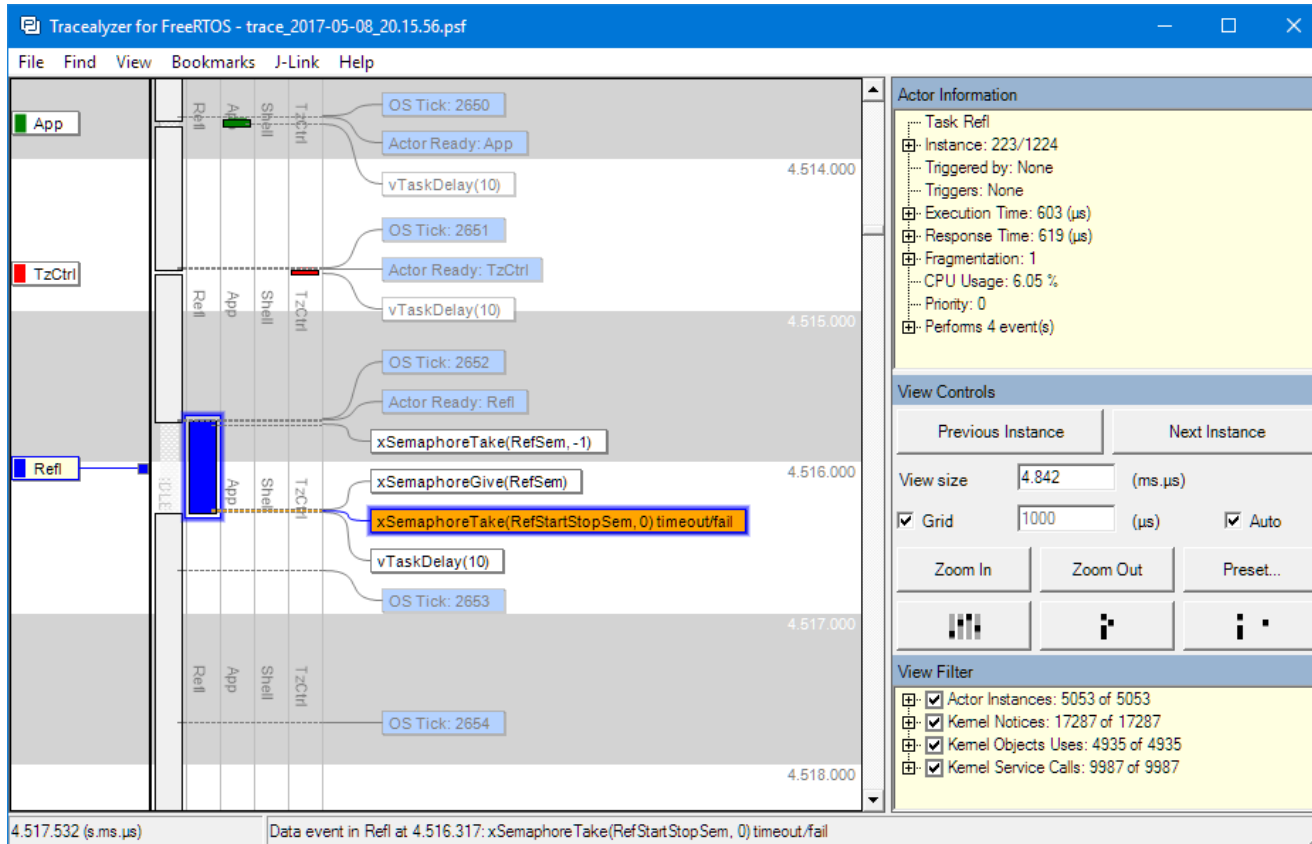 Tracealyzer for FreeRTOS - trace_2017-05-08_20.15.56.psf
File Find View Bookmarks J-Link Help
App
TzCtrl
Refl
Refl App Shell TzCtrl
OS Tick: 2650
Actor Ready: App
4.514.000
vTaskDelay(10)
OS Tick: 2651
Actor Ready: TzCtrl
Refl App Shell TzCtrl
vTaskDelay(10)
4.515.000
OS Tick: 2652
Actor Ready: Refl
xSemaphoreTake(RefSem, -1)
4.516.000
IDLE App Shell TzCtrl
xSemaphoreGive(RefSem)
xSemaphoreTake(RefStartStopSem, 0) timeout/fail
vTaskDelay(10)
OS Tick: 2653
4.517.000
Refl App Shell TzCtrl
OS Tick: 2654
4.518.000
Actor Information
Task Refl
Instance: 223/1224
Triggered by: None
Triggers: None
Execution Time: 603 (µs)
Response Time: 619 (µs)
Fragmentation: 1
CPU Usage: 6.05 %
Priority: 0
Performs 4 event(s)
View Controls
Previous Instance Next Instance
View size 4.842 (ms.µs)
Grid 1000 (µs) Auto
Zoom In Zoom Out Preset...
View Filter
Actor Instances: 5053 of 5053
Kernel Notices: 17287 of 17287
Kernel Objects Uses: 4935 of 4935
Kernel Service Calls: 9987 of 9987
4.517.532 (s.ms.µs) Data event in Refl at 4.516.317: xSemaphoreTake(RefStartStopSem, 0) timeout/fail